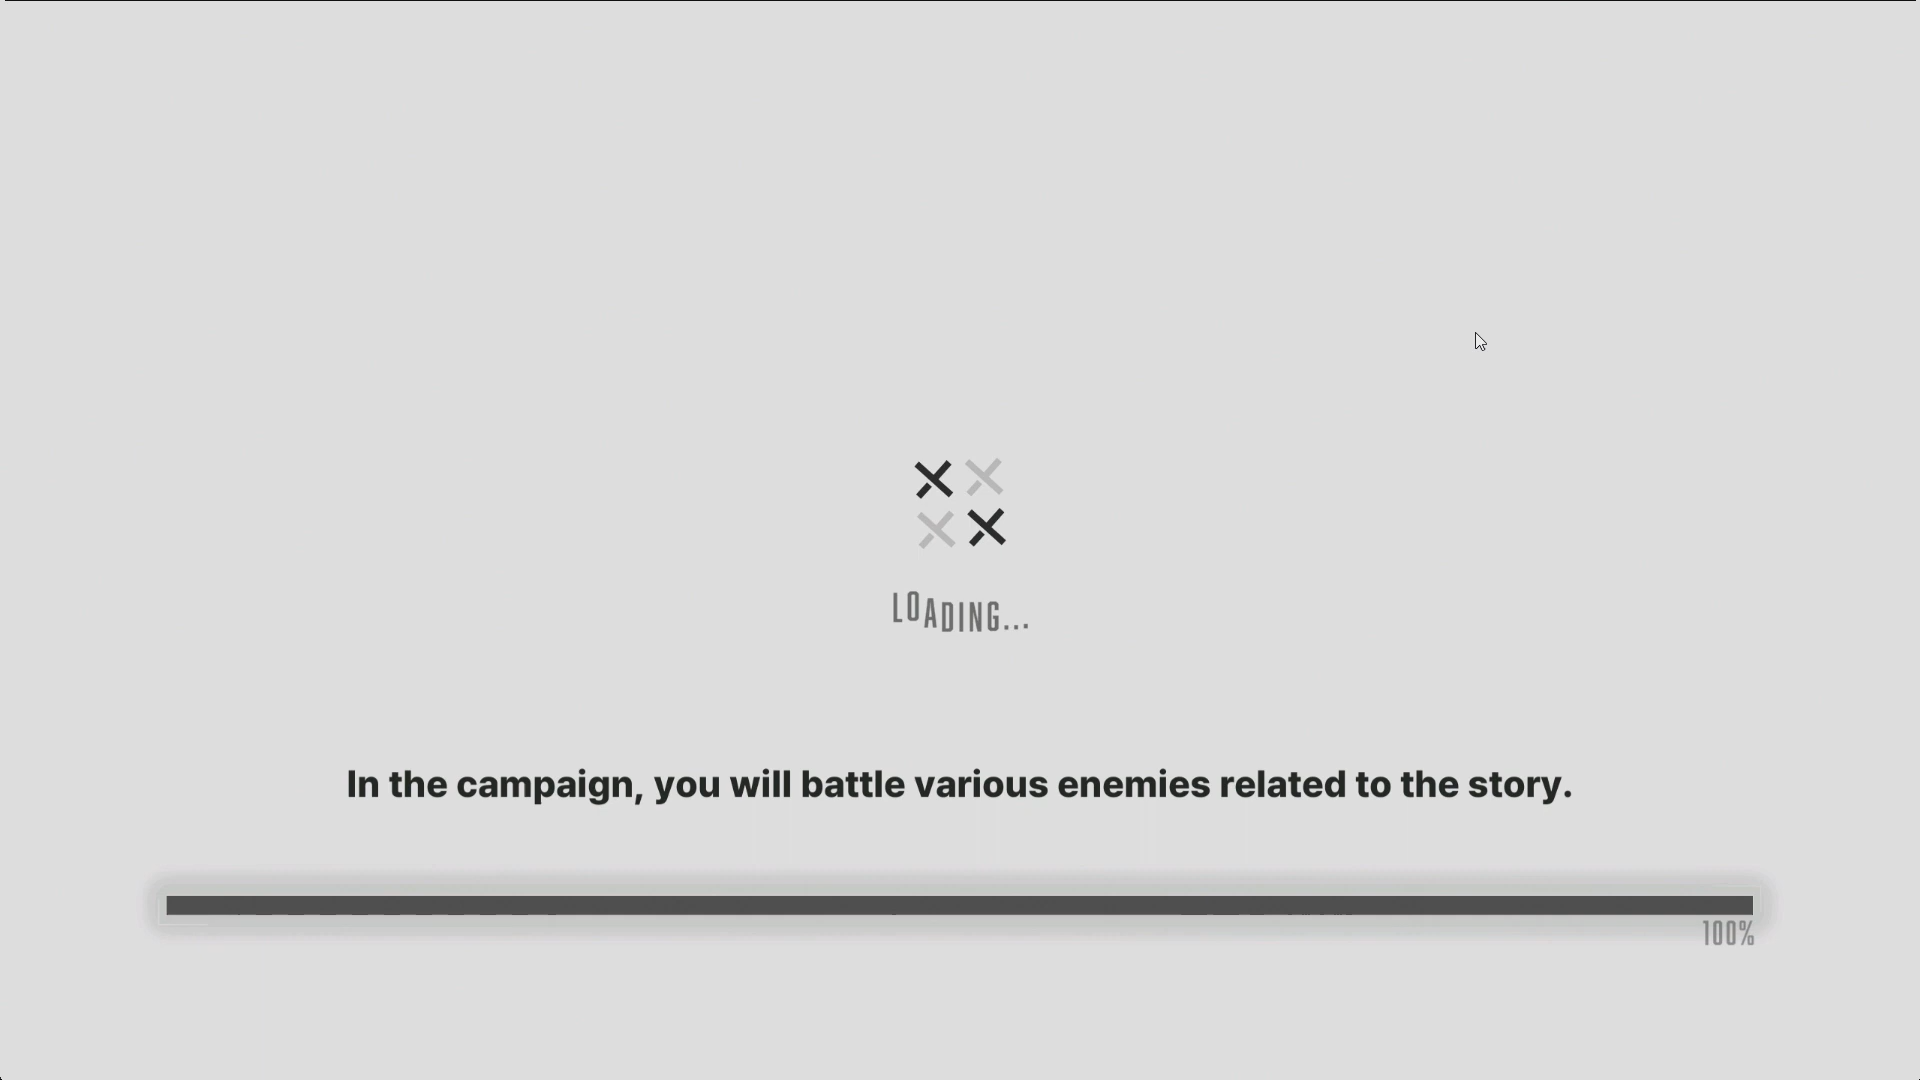 LOADING...
In the campaign, you will battle various enemies related to the story.
100%